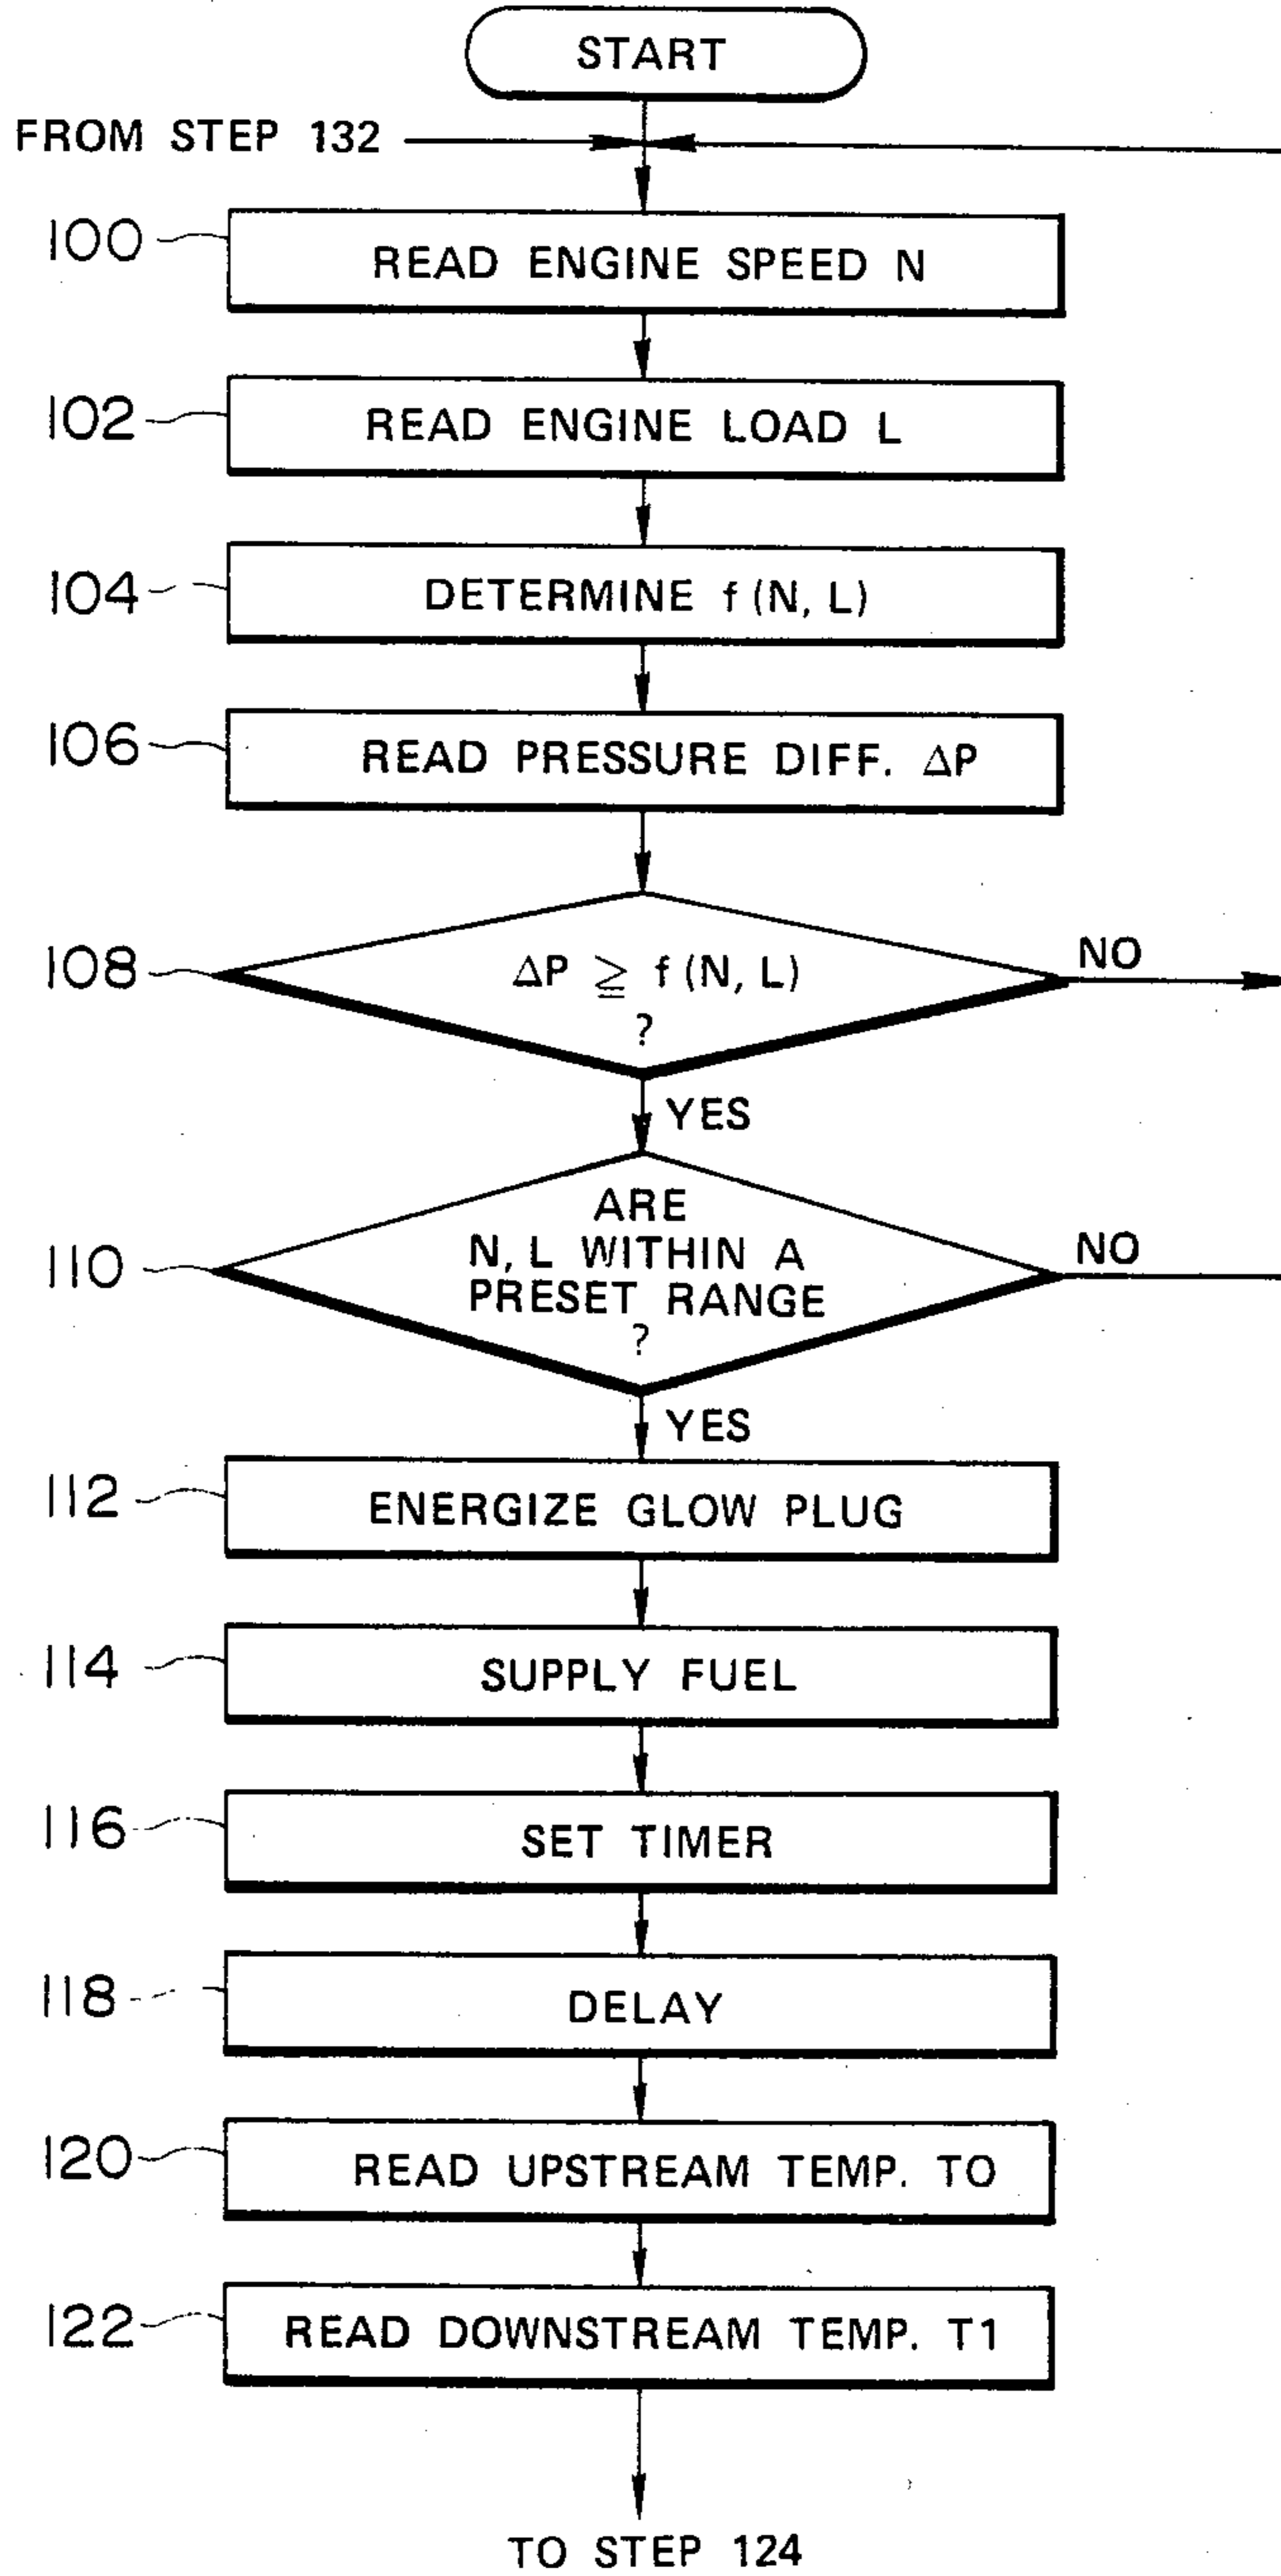 START
FROM STEP 132
100
READ ENGINE SPEED N
102
READ ENGINE LOAD L
104
DETERMINE f (N, L)
106
READ PRESSURE DIFF. ΔP
108
ΔP ≧ f (N, L)
?
NO
YES
110
ARE
N, L WITHIN A
PRESET RANGE
?
NO
YES
112
ENERGIZE GLOW PLUG
114
SUPPLY FUEL
116
SET TIMER
118
DELAY
120
READ UPSTREAM TEMP. TO
122
READ DOWNSTREAM TEMP. T1
TO STEP 124